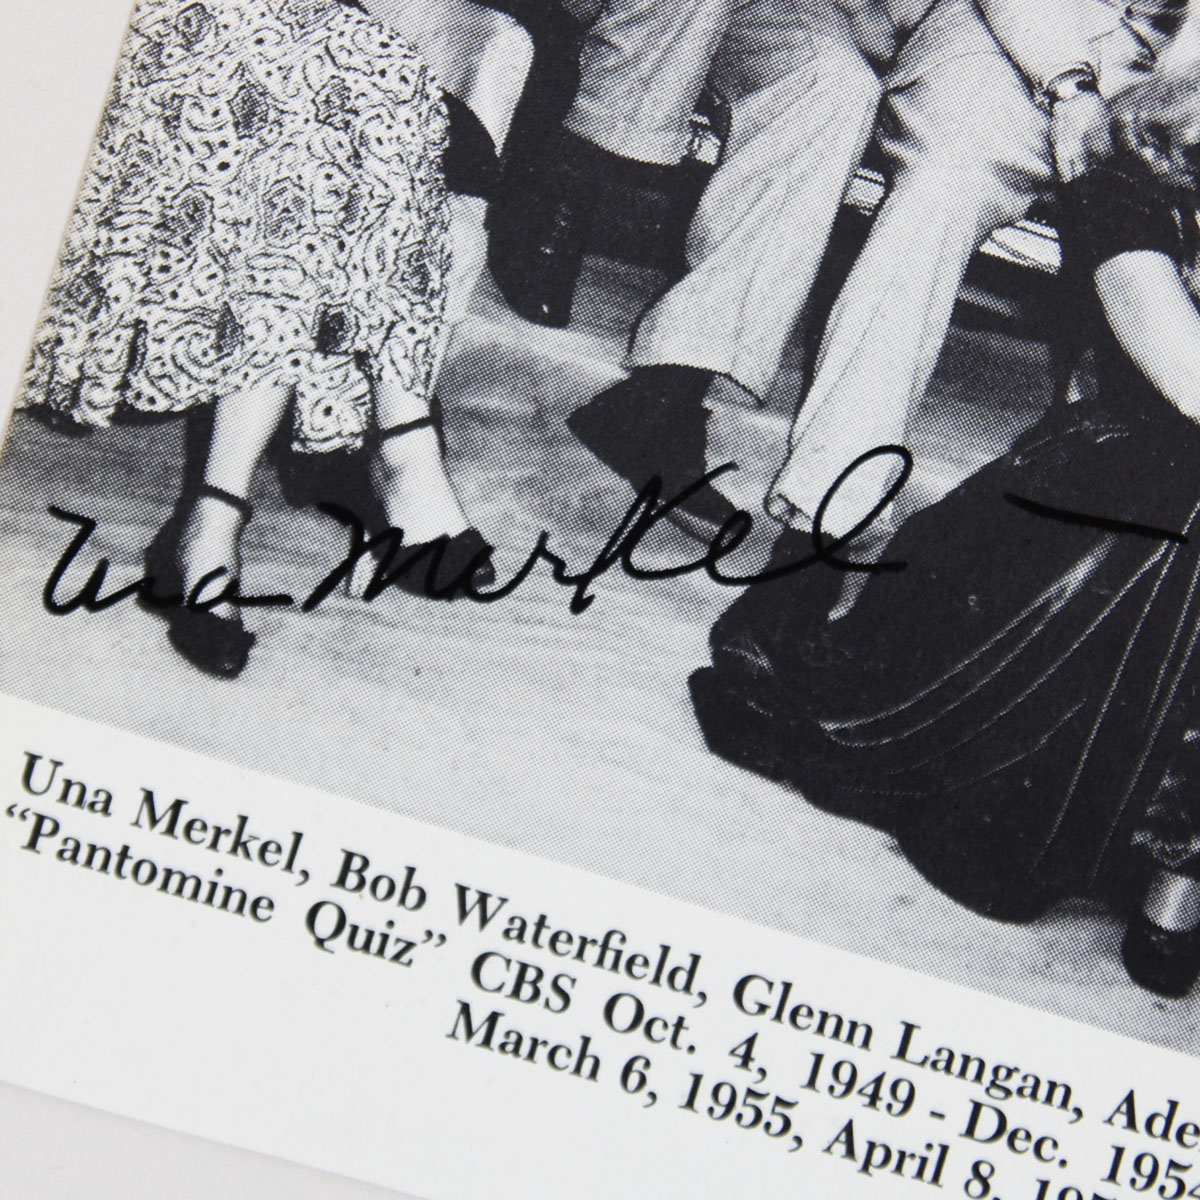 Una Merkel
Una Merkel, Bob Waterfield, Glenn Langan,
“Pantomine Quiz” CBS Oct. 4, 1949 - Dec. 1954
March 6, 1955, April 8,